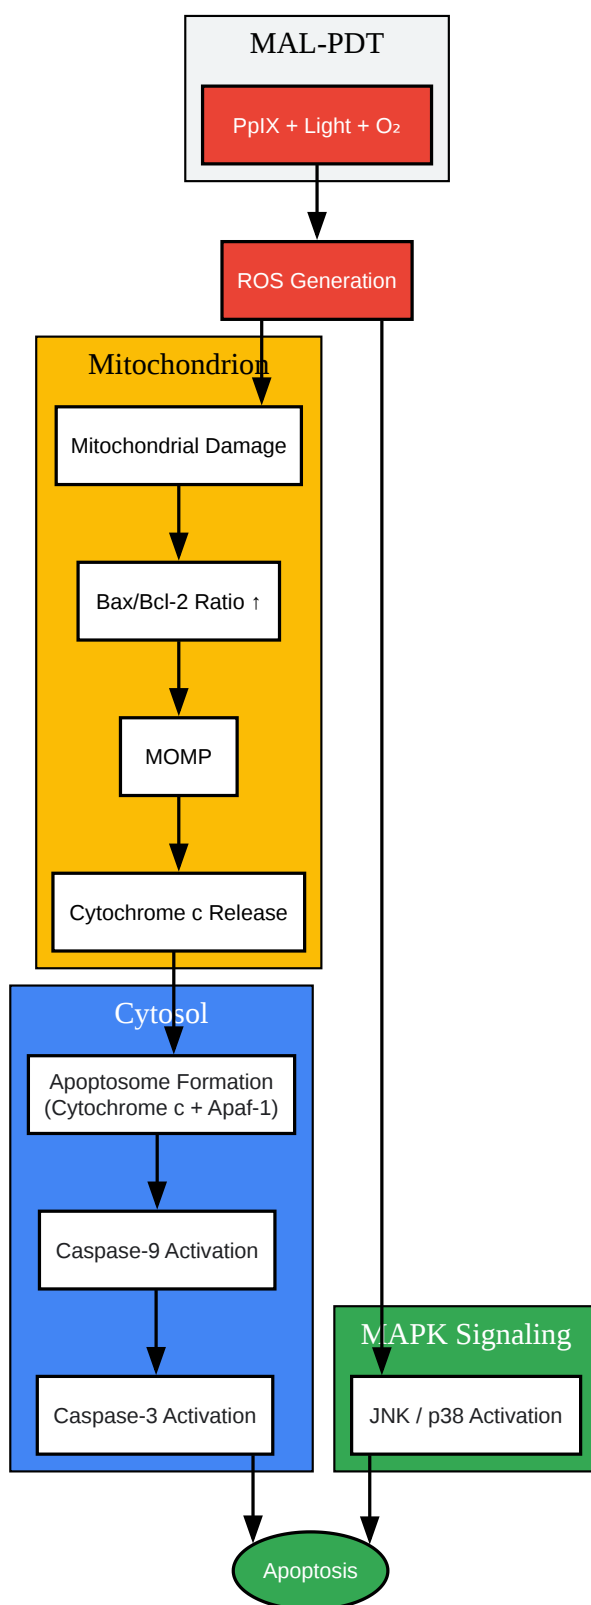 MAL-PDT
PpIX + Light + O₂
ROS Generation
Mitochondrion
Mitochondrial Damage
Bax/Bcl-2 Ratio ↑
MOMP
Cytochrome c Release
Cytosol
Apoptosome Formation
(Cytochrome c + Apaf-1)
Caspase-9 Activation
Caspase-3 Activation
MAPK Signaling
JNK / p38 Activation
Apoptosis